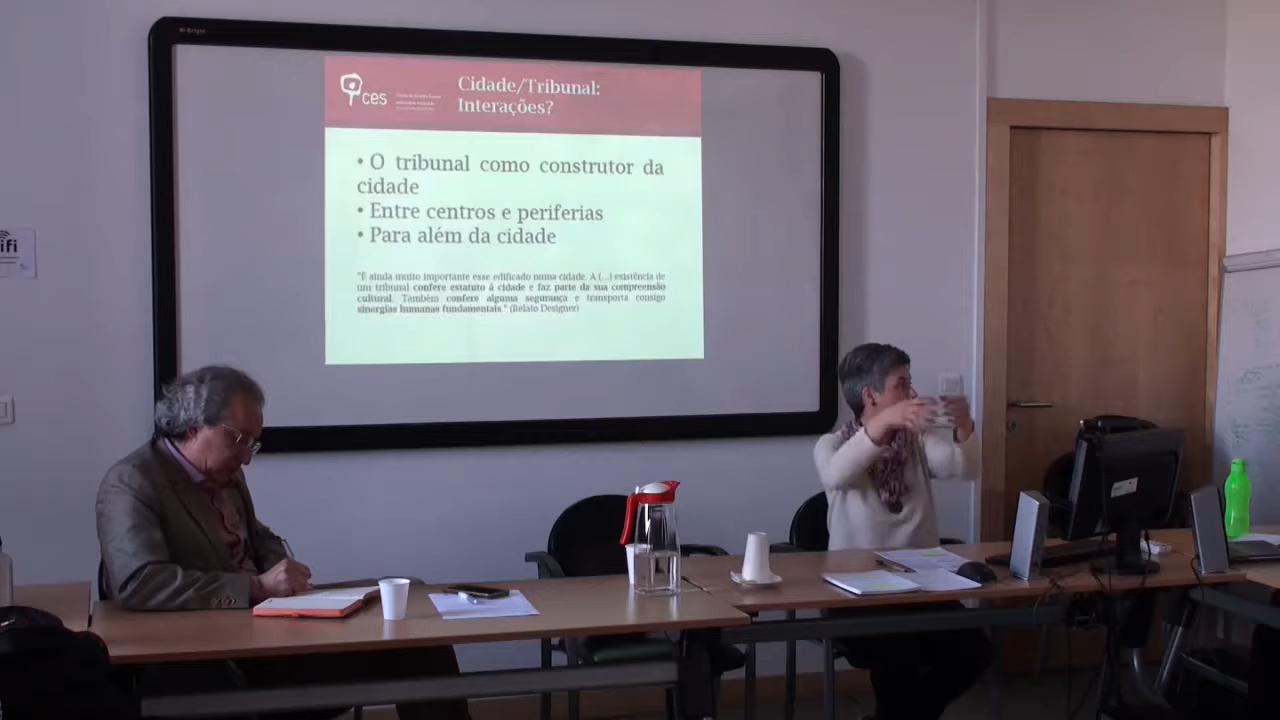 Cidade/Tribunal:
Interações?
ces
• O tribunal como construtor da
cidade
• Entre centros e periferias
• Para além da cidade
"É ainda muito importante esse edificado numa cidade. A (...) existência de
um tribunal confere estatuto à cidade e faz parte da sua compreensão
cultural. Também confere alguma segurança e transporta consigo
sinergias humanas fundamentais." (Relato Designer)
ifi